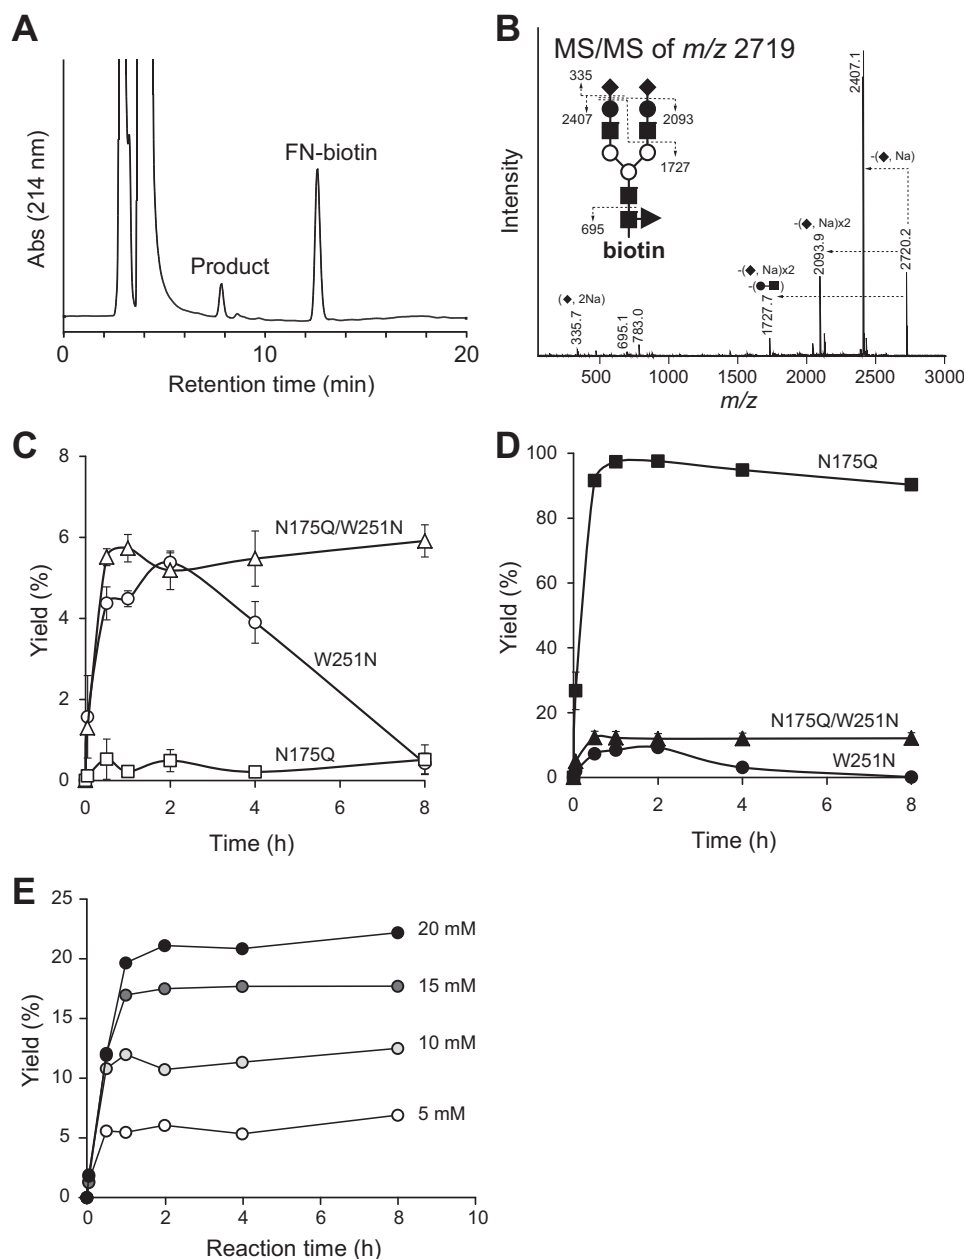 A
Abs (214 nm)
FN-biotin
Product
0
10
20
Retention time (min)
B
MS/MS of m/z 2719
335
2407
2093
1727
695
biotin
Intensity
2407.1
-(◆, Na)
-(◆, Na)x2
2093.9
2720.2
-(◆, Na)x2
-(●-■)
1727.7
(◆, 2Na)
335.7
695.1
783.0
500
1000
1500
2000
2500
3000
m/z
C
8
6
4
2
0
Yield (%)
N175Q/W251N
W251N
N175Q
0
2
4
6
8
Time (h)
D
100
80
60
40
20
0
Yield (%)
N175Q
N175Q/W251N
W251N
0
2
4
6
8
Time (h)
E
25
20
15
10
5
0
Yield (%)
20 mM
15 mM
10 mM
5 mM
0
2
4
6
8
10
Reaction time (h)